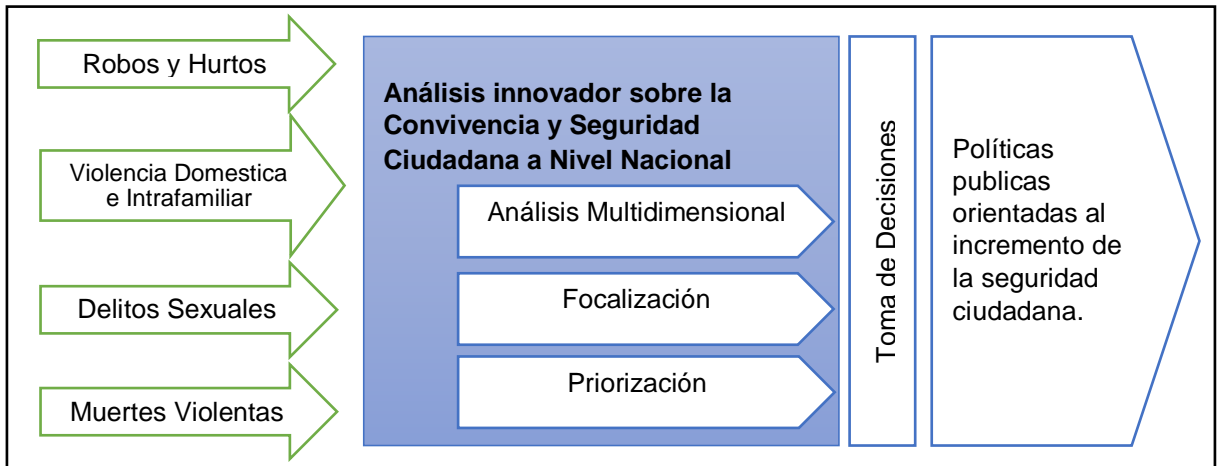 Robos y Hurtos
Violencia Domestica
e Intrafamiliar
Delitos Sexuales
Muertes Violentas
Análisis innovador sobre la
Convivencia y Seguridad
Ciudadana a Nivel Nacional
Análisis Multidimensional
Focalización
Priorización
Toma de Decisiones
Políticas
publicas
orientadas al
incremento de
la seguridad
ciudadana.